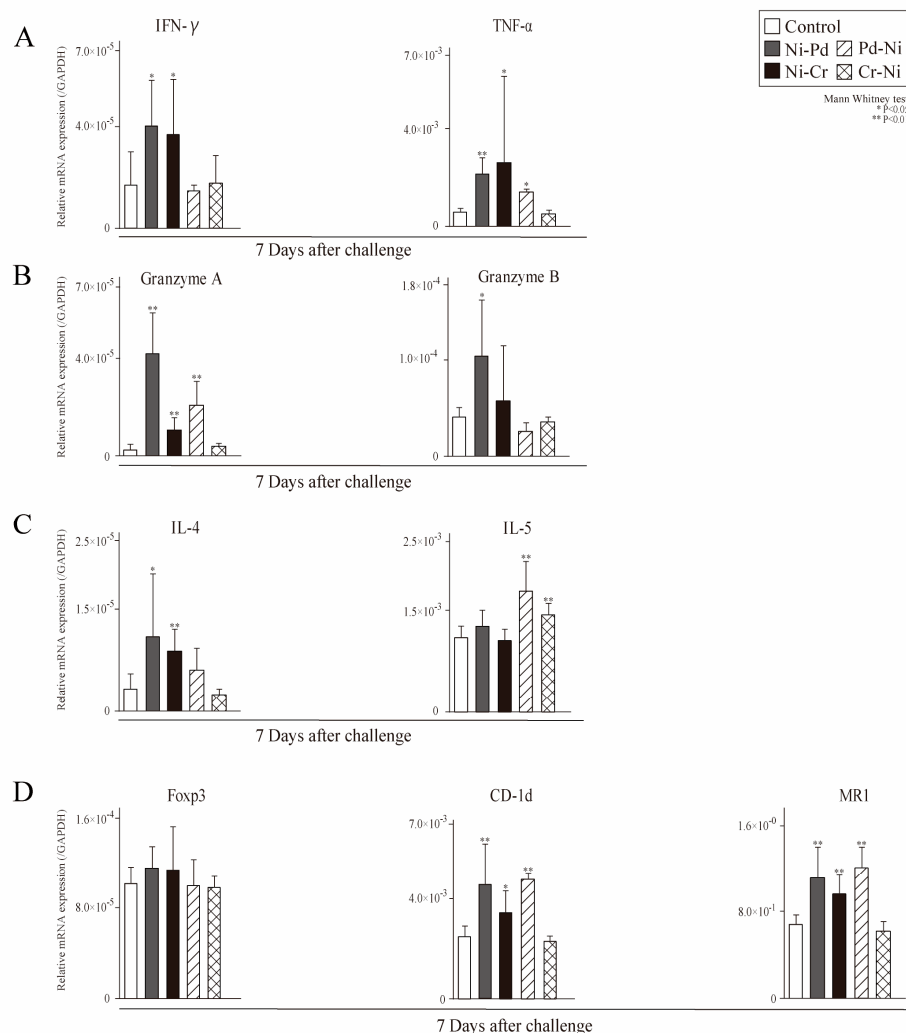 A
IFN-γ
TNF-α
Control
Ni-Pd
Pd-Ni
Ni-Cr
Cr-Ni
Mann Whitney tes
* P<0.0
** P<0.0
Relative mRNA expression (/GAPDH)
7.0×10⁻⁵
4.0×10⁻⁵
0
* *
7.0×10⁻³
4.0×10⁻³
0
** * *
7 Days after challenge
B
Granzyme A
Granzyme B
Relative mRNA expression (/GAPDH)
7.0×10⁻⁵
4.0×10⁻⁵
0
** ** **
1.8×10⁻⁴
1.0×10⁻⁴
0
*
7 Days after challenge
C
IL-4
IL-5
Relative mRNA expression (/GAPDH)
2.5×10⁻⁵
1.5×10⁻⁵
0
* **
2.5×10⁻³
1.5×10⁻³
0
** **
7 Days after challenge
D
Foxp3
CD-1d
MR1
Relative mRNA expression (/GAPDH)
1.6×10⁻⁴
8.0×10⁻⁵
0
7.0×10⁻³
4.0×10⁻³
0
** * **
1.6×10⁻⁰
8.0×10⁻¹
0
** ** **
7 Days after challenge